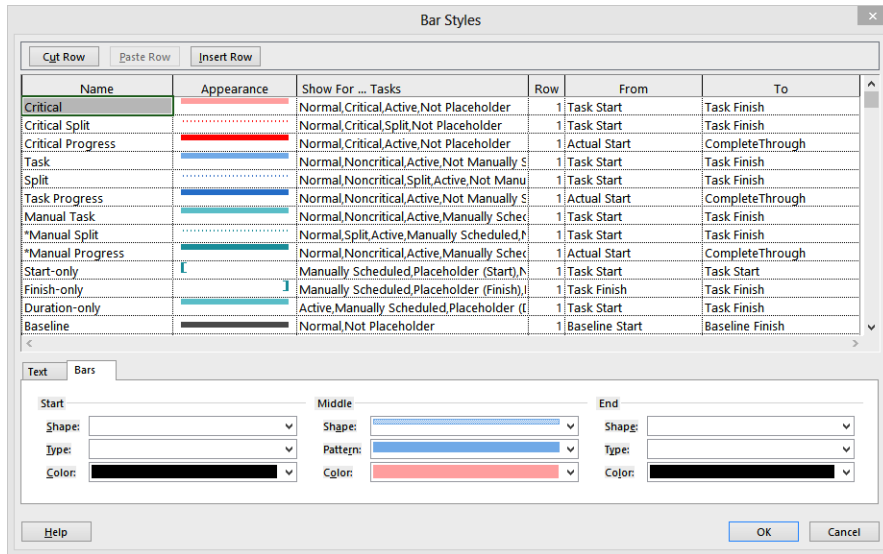 Bar Styles
Cut Row Paste Row Insert Row
Name Appearance Show For ... Tasks Row From To
Critical Normal,Critical,Active,Not Placeholder 1 Task Start Task Finish
Critical Split Normal,Critical,Split,Not Placeholder 1 Task Start Task Finish
Critical Progress Normal,Critical,Active,Not Placeholder 1 Actual Start CompleteThrough
Task Normal,Noncritical,Active,Not Manually S 1 Task Start Task Finish
Split Normal,Noncritical,Split,Active,Not Manu 1 Task Start Task Finish
Task Progress Normal,Noncritical,Active,Not Manually S 1 Actual Start CompleteThrough
Manual Task Normal,Noncritical,Active,Manually Sched 1 Task Start Task Finish
*Manual Split Normal,Split,Active,Manually Scheduled,N 1 Task Start Task Finish
*Manual Progress Normal,Noncritical,Active,Manually Sched 1 Actual Start CompleteThrough
Start-only Manually Scheduled,Placeholder (Start),N 1 Task Start Task Start
Finish-only Manually Scheduled,Placeholder (Finish), 1 Task Finish Task Finish
Duration-only Active,Manually Scheduled,Placeholder (D 1 Task Start Task Finish
Baseline Normal,Not Placeholder 1 Baseline Start Baseline Finish
Text Bars
Start Middle End
Shape: Shape: Shape:
Type: Pattern: Type:
Color: Color: Color:
Help OK Cancel